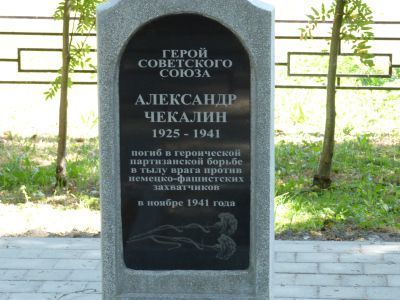 ГЕРОЙ
СОВЕТСКОГО
СОЮЗА
АЛЕКСАНДР
ЧЕКАЛИН
1925 - 1941
погиб в героической
партизанской борьбе
в тылу врага против
немецко-фашистских
захватчиков
в ноябре 1941 года